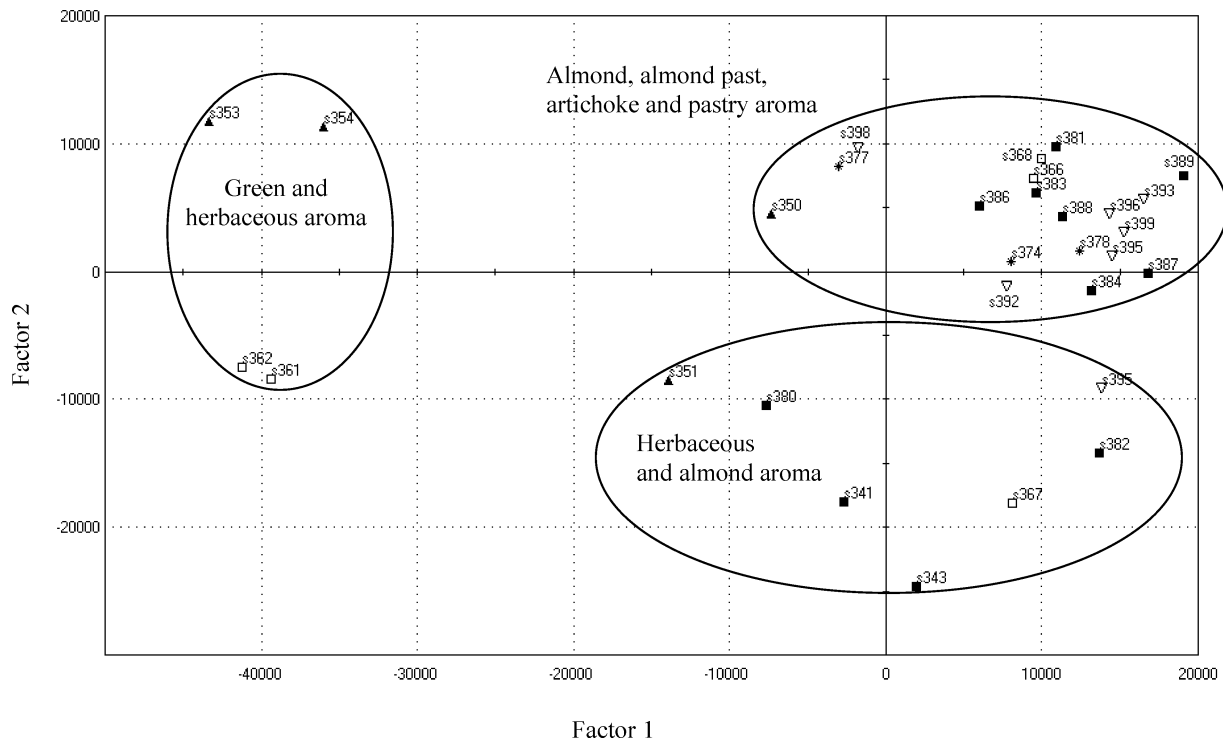 20000
Almond, almond past,
artichoke and pastry aroma
s353
s354
s398
s381
s368
s377
s389
10000
s366
Green and
herbaceous aroma
s383
s393
s386
s396
s350
s388
s399
s378
s395
s374
s387
0
s384
s392
Factor 2
s362
s361
s351
s395
s380
-10000
Herbaceous
and almond aroma
s382
s341
s367
-20000
s343
-40000 -30000 -20000 -10000 0 10000 20000
Factor 1